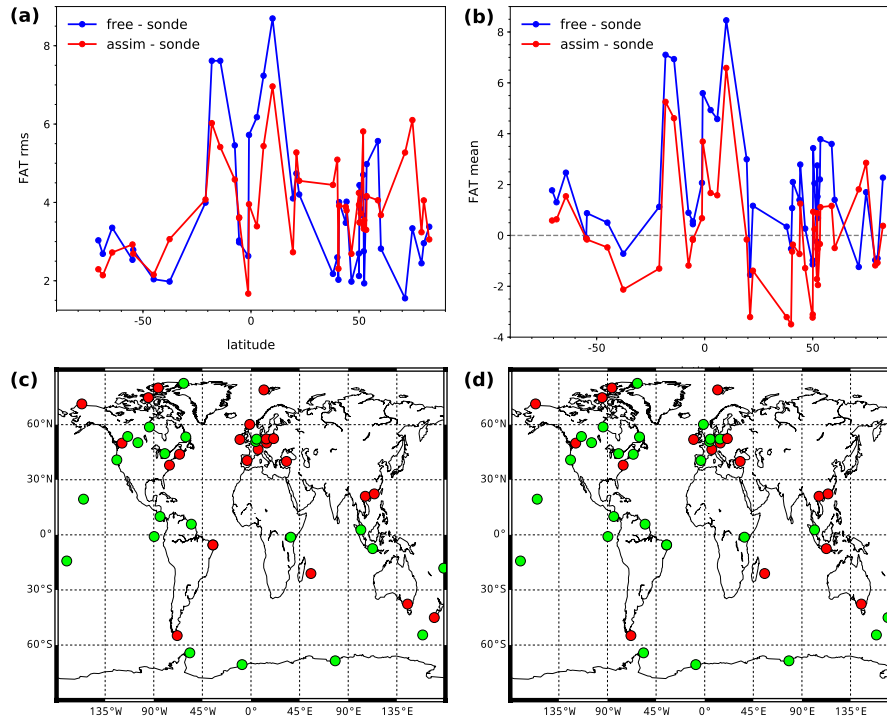 (a)
free - sonde
assim - sonde
8
6
4
2
FAT rms
-50
0
50
latitude
(b)
free - sonde
assim - sonde
8
6
4
2
0
-2
-4
FAT mean
-50
0
50
(c)
60°N
30°N
0°
30°S
60°S
135°W
90°W
45°W
0°
45°E
90°E
135°E
(d)
60°N
30°N
0°
30°S
60°S
135°W
90°W
45°W
0°
45°E
90°E
135°E